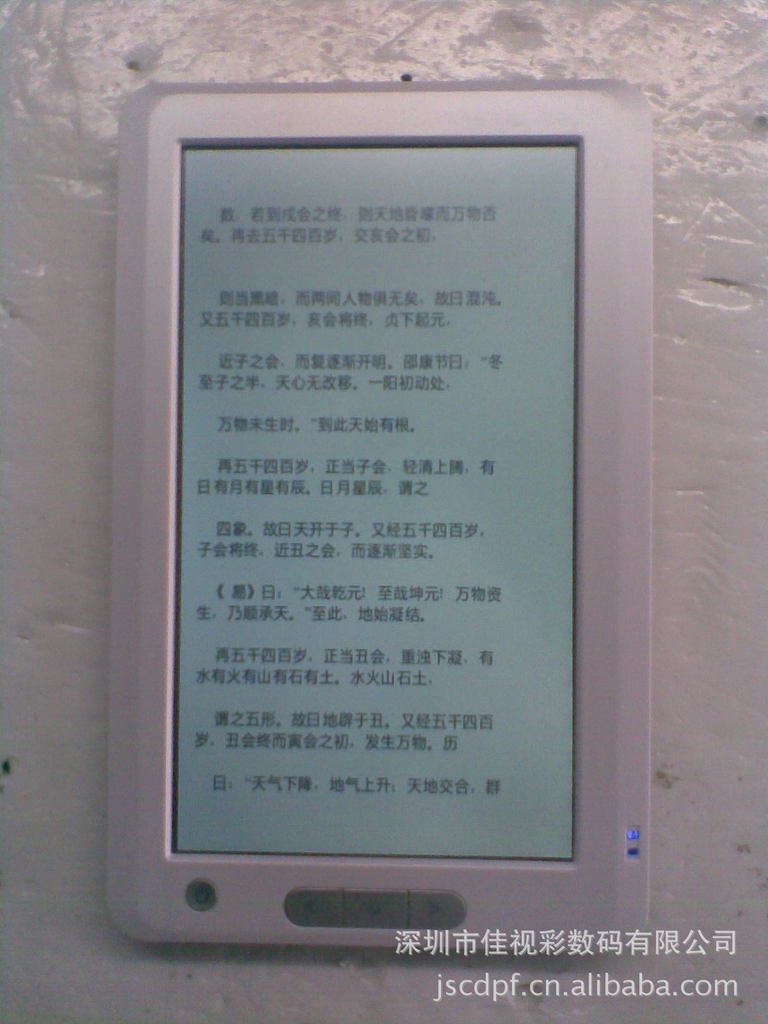 数，若到戌会之终，则天地昏曚而万物否
矣。再去五千四百岁，交亥会之初，
则当黑暗，而两间人物俱无矣，故曰混沌。
又五千四百岁，亥会将终，贞下起元，
近子之会，而复逐渐开明。邵康节曰：“冬
至子之半，天心无改移。一阳初动处，
万物未生时。”到此天始有根。
再五千四百岁，正当子会，轻清上腾，有
日有月有星有辰。日月星辰，谓之
四象。故曰天开于子。又经五千四百岁，
子会将终，近丑之会，而逐渐坚实。
《易》曰：“大哉乾元！至哉坤元！万物资
生，乃顺承天。”至此，地始凝结。
再五千四百岁，正当丑会，重浊下凝，有
水有火有山有石有土。水火山石土，
谓之五形。故曰地辟于丑。又经五千四百
岁，丑会终而寅会之初，发生万物。历
曰：“天气下降，地气上升；天地交合，群
深圳市佳视彩数码有限公司
jscdpf.cn.alibaba.com